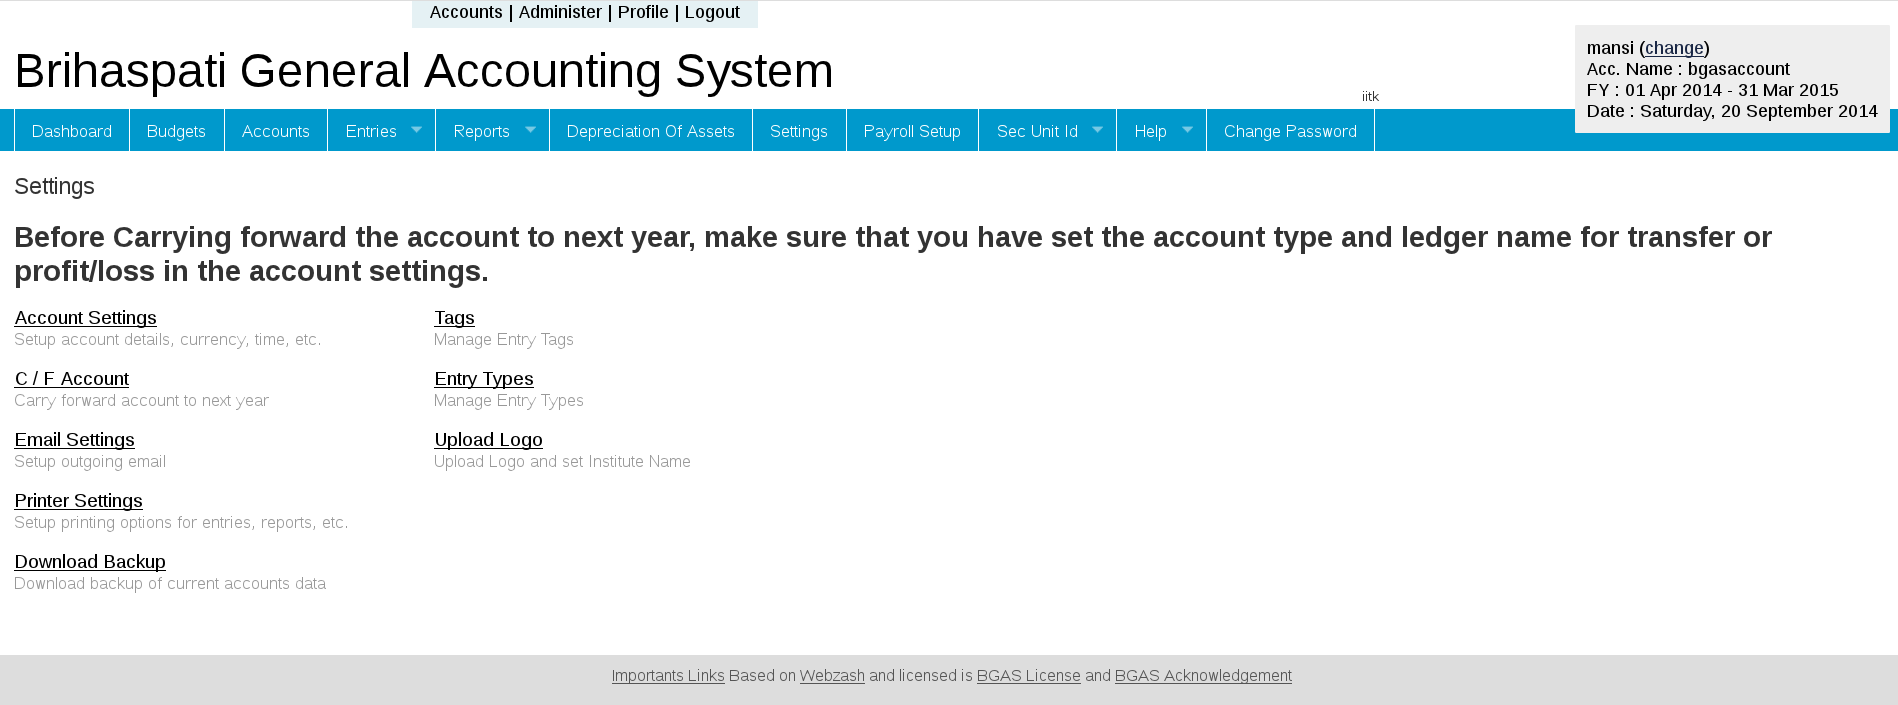 Accounts | Administer | Profile | Logout
Brihaspati General Accounting System
iitk
mansi (change)
Acc. Name : bgasaccount
FY : 01 Apr 2014 - 31 Mar 2015
Date : Saturday, 20 September 2014
Dashboard Budgets Accounts Entries Reports Depreciation Of Assets Settings Payroll Setup Sec Unit Id Help Change Password
Settings
Before Carrying forward the account to next year, make sure that you have set the account type and ledger name for transfer or
profit/loss in the account settings.
Account Settings
Setup account details, currency, time, etc.
C / F Account
Carry forward account to next year
Email Settings
Setup outgoing email
Printer Settings
Setup printing options for entries, reports, etc.
Download Backup
Download backup of current accounts data
Tags
Manage Entry Tags
Entry Types
Manage Entry Types
Upload Logo
Upload Logo and set Institute Name
Importants Links Based on Webzash and licensed is BGAS License and BGAS Acknowledgement